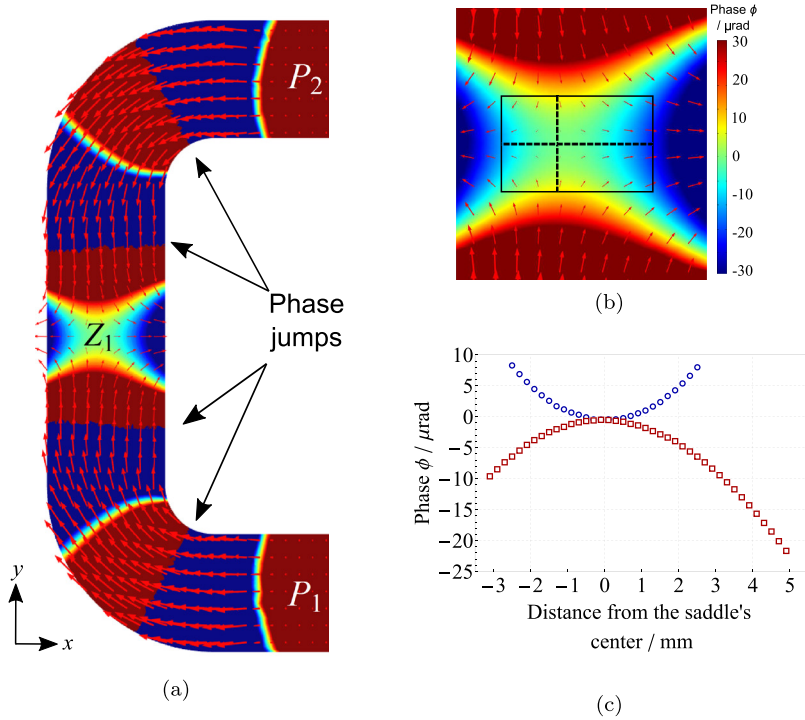 P₂
Z₁
Phase
jumps
P₁
y
x
(a)
Phase ϕ
/ μrad
30
20
10
0
-10
-20
-30
(b)
10
5
0
−5
−10
−15
−20
−25
Phase ϕ / μrad
−3 −2 −1 0 1 2 3 4 5
Distance from the saddle's
center / mm
(c)